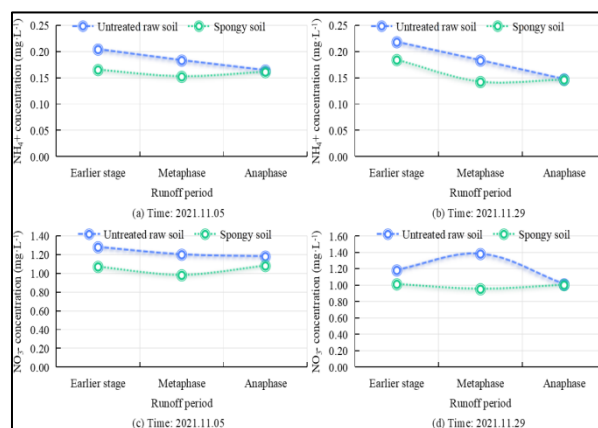 Untreated raw soil Spongy soil
NH₄+ concentration (mg·L⁻¹)
0.25
0.20
0.15
0.10
0.05
0.00
Earlier stage Metaphase Anaphase
Runoff period
(a) Time: 2021.11.05
Untreated raw soil Spongy soil
NH₄+ concentration (mg·L⁻¹)
0.25
0.20
0.15
0.10
0.05
0.00
Earlier stage Metaphase Anaphase
Runoff period
(b) Time: 2021.11.29
Untreated raw soil Spongy soil
NO₃- concentration (mg·L⁻¹)
1.40
1.20
1.00
0.80
0.60
0.40
0.20
0.00
Earlier stage Metaphase Anaphase
Runoff period
(c) Time: 2021.11.05
Untreated raw soil Spongy soil
NO₃- concentration (mg·L⁻¹)
1.60
1.40
1.20
1.00
0.80
0.60
0.40
0.20
0.00
Earlier stage Metaphase Anaphase
Runoff period
(d) Time: 2021.11.29